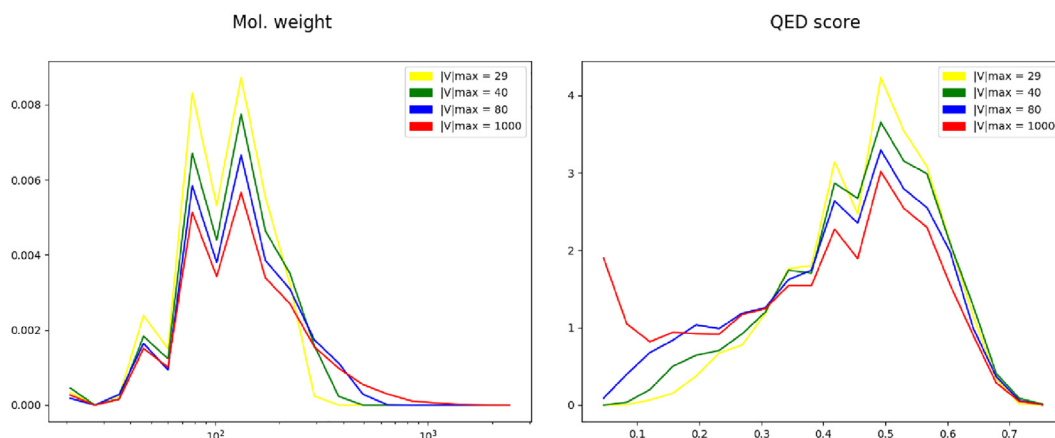 Mol. weight
|V|max = 29
|V|max = 40
|V|max = 80
|V|max = 1000
0.008
0.006
0.004
0.002
0.000
10²
10³
QED score
|V|max = 29
|V|max = 40
|V|max = 80
|V|max = 1000
4
3
2
1
0
0.1
0.2
0.3
0.4
0.5
0.6
0.7